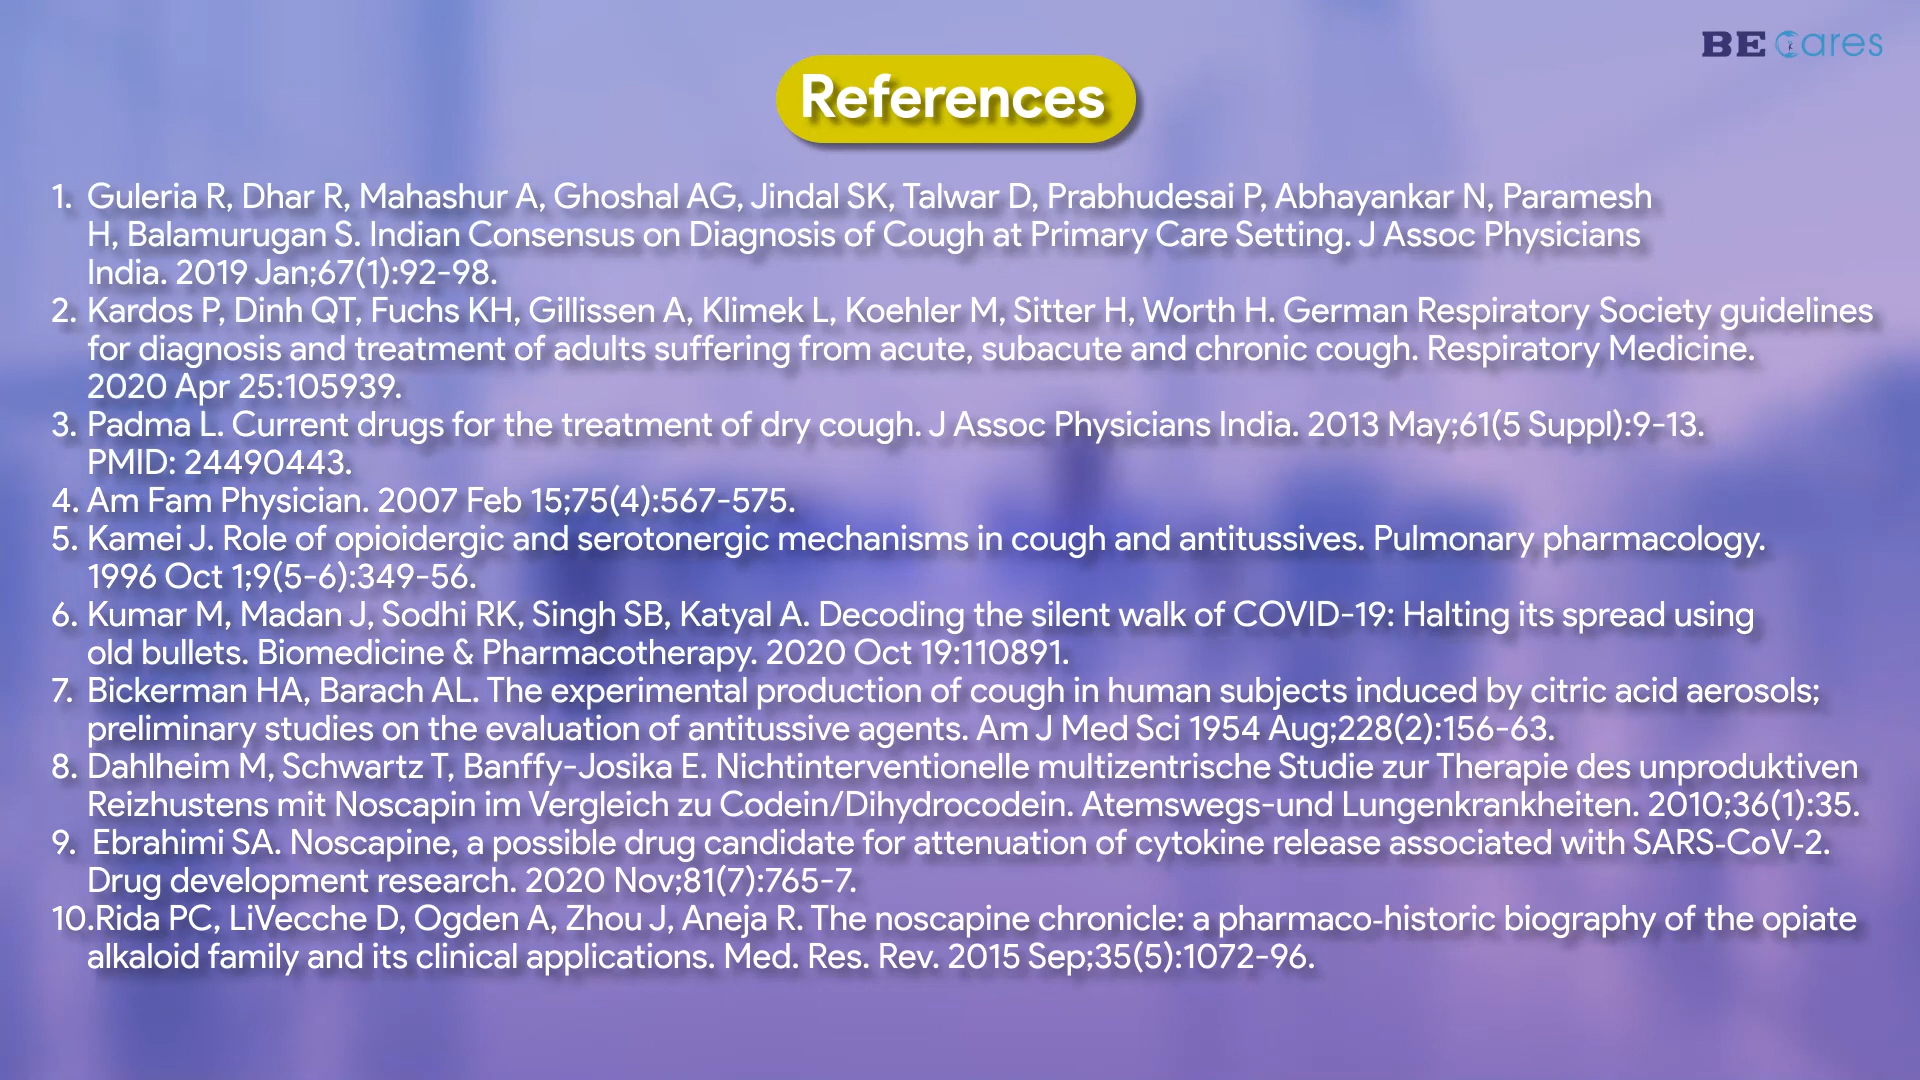 BE Cares
References
1. Guleria R, Dhar R, Mahashur A, Ghoshal AG, Jindal SK, Talwar D, Prabhudesai P, Abhayankar N, Paramesh
H, Balamurugan S. Indian Consensus on Diagnosis of Cough at Primary Care Setting. J Assoc Physicians
India. 2019 Jan;67(1):92-98.
2. Kardos P, Dinh QT, Fuchs KH, Gillissen A, Klimek L, Koehler M, Sitter H, Worth H. German Respiratory Society guidelines
for diagnosis and treatment of adults suffering from acute, subacute and chronic cough. Respiratory Medicine.
2020 Apr 25:105939.
3. Padma L. Current drugs for the treatment of dry cough. J Assoc Physicians India. 2013 May;61(5 Suppl):9-13.
PMID: 24490443.
4. Am Fam Physician. 2007 Feb 15;75(4):567-575.
5. Kamei J. Role of opioidergic and serotonergic mechanisms in cough and antitussives. Pulmonary pharmacology.
1996 Oct 1;9(5-6):349-56.
6. Kumar M, Madan J, Sodhi RK, Singh SB, Katyal A. Decoding the silent walk of COVID-19: Halting its spread using
old bullets. Biomedicine & Pharmacotherapy. 2020 Oct 19:110891.
7. Bickerman HA, Barach AL. The experimental production of cough in human subjects induced by citric acid aerosols;
preliminary studies on the evaluation of antitussive agents. Am J Med Sci 1954 Aug;228(2):156-63.
8. Dahlheim M, Schwartz T, Banffy-Josika E. Nichtinterventionelle multizentrische Studie zur Therapie des unproduktiven
Reizhustens mit Noscapin im Vergleich zu Codein/Dihydrocodein. Atemswegs-und Lungenkrankheiten. 2010;36(1):35.
9. Ebrahimi SA. Noscapine, a possible drug candidate for attenuation of cytokine release associated with SARS-CoV-2.
Drug development research. 2020 Nov;81(7):765-7.
10.Rida PC, LiVecche D, Ogden A, Zhou J, Aneja R. The noscapine chronicle: a pharmaco-historic biography of the opiate
alkaloid family and its clinical applications. Med. Res. Rev. 2015 Sep;35(5):1072-96.